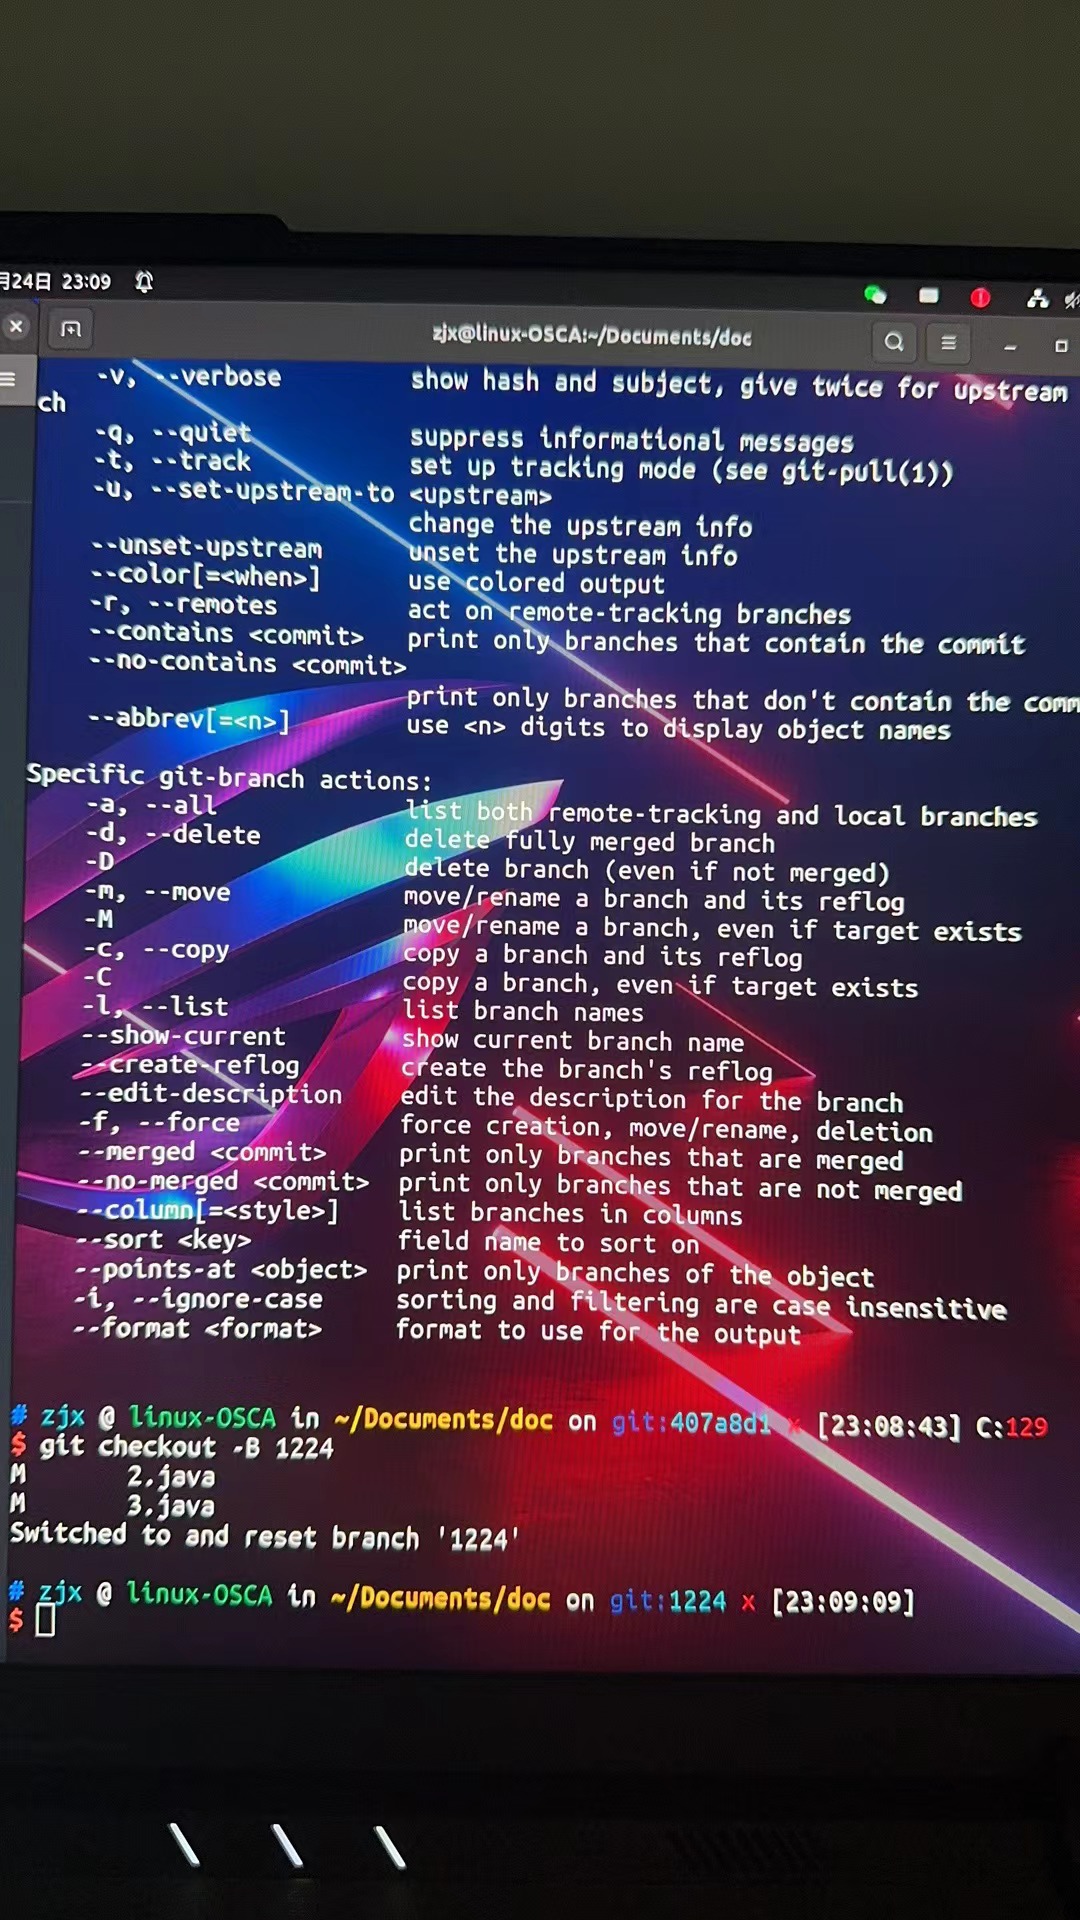 月24日 23:09
zjx@linux-OSCA:~/Documents/doc
-v, --verbose show hash and subject, give twice for upstream
ch
-q, --quiet suppress informational messages
-t, --track set up tracking mode (see git-pull(1))
-u, --set-upstream-to <upstream>
change the upstream info
--unset-upstream unset the upstream info
--color[=<when>] use colored output
-r, --remotes act on remote-tracking branches
--contains <commit> print only branches that contain the commit
--no-contains <commit>
print only branches that don't contain the comm
--abbrev[=<n>] use <n> digits to display object names
Specific git-branch actions:
-a, --all list both remote-tracking and local branches
-d, --delete delete fully merged branch
-D delete branch (even if not merged)
-m, --move move/rename a branch and its reflog
-M move/rename a branch, even if target exists
-c, --copy copy a branch and its reflog
-C copy a branch, even if target exists
-l, --list list branch names
--show-current show current branch name
--create-reflog create the branch's reflog
--edit-description edit the description for the branch
-f, --force force creation, move/rename, deletion
--merged <commit> print only branches that are merged
--no-merged <commit> print only branches that are not merged
--column[=<style>] list branches in columns
--sort <key> field name to sort on
--points-at <object> print only branches of the object
-i, --ignore-case sorting and filtering are case insensitive
--format <format> format to use for the output
# zjx @ linux-OSCA in ~/Documents/doc on git:407a8d1 x [23:08:43] C:129
$ git checkout -B 1224
M 2.java
M 3.java
Switched to and reset branch '1224'
# zjx @ linux-OSCA in ~/Documents/doc on git:1224 x [23:09:09]
$